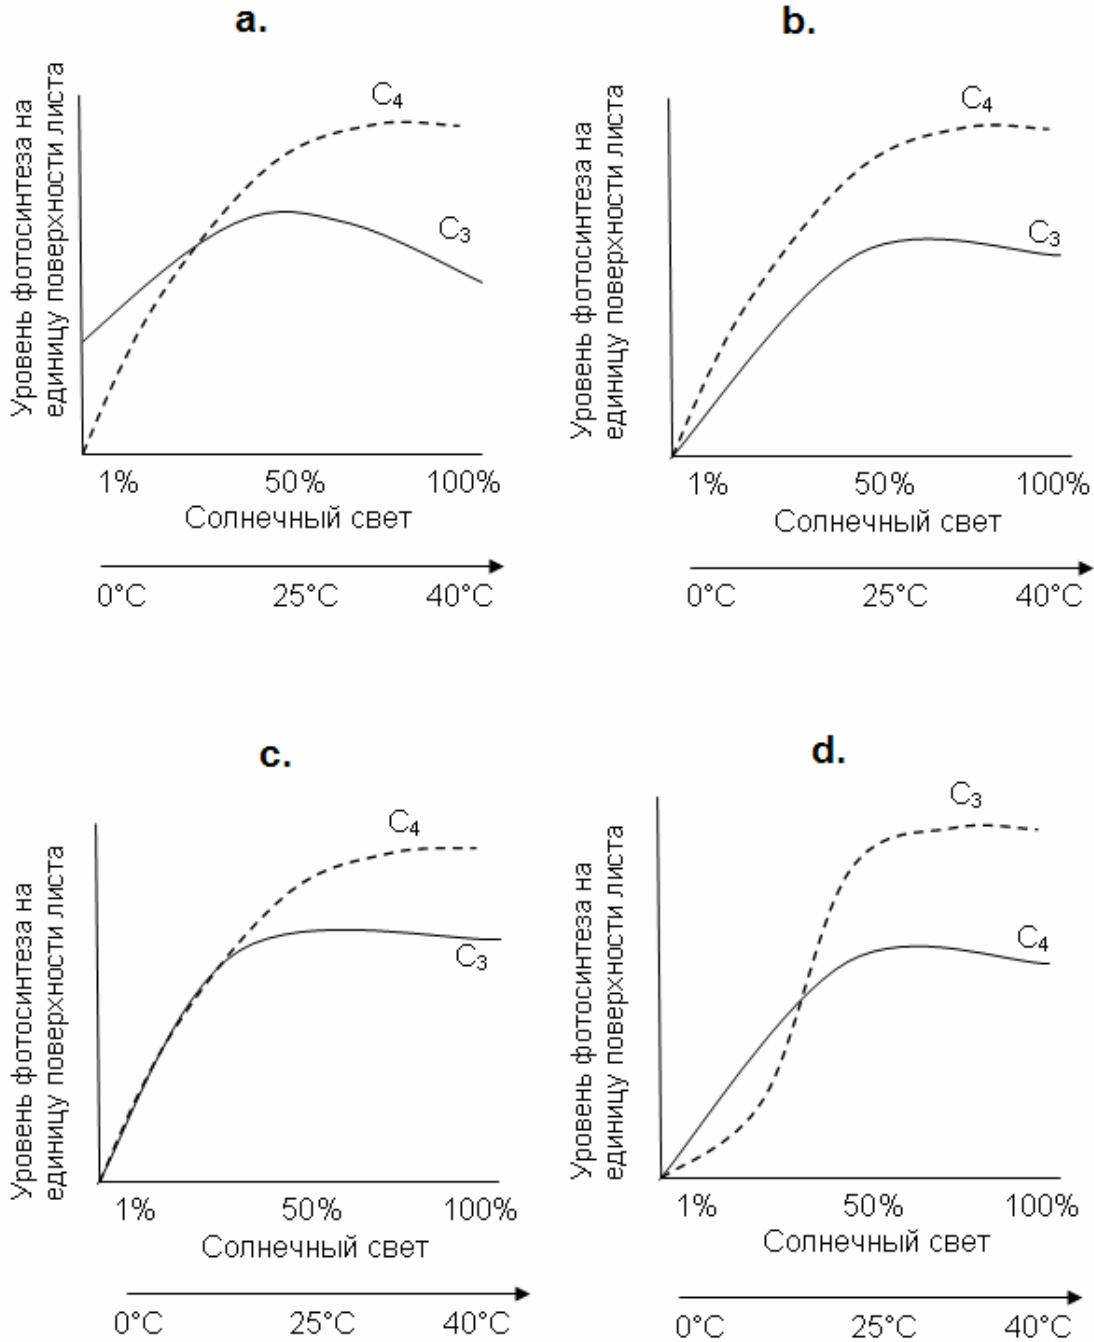 a.
Уровень фотосинтеза на
единицу поверхности листа
C4
C3
1% 50% 100%
Солнечный свет
0°C 25°C 40°C
b.
Уровень фотосинтеза на
единицу поверхности листа
C4
C3
1% 50% 100%
Солнечный свет
0°C 25°C 40°C
c.
Уровень фотосинтеза на
единицу поверхности листа
C4
C3
1% 50% 100%
Солнечный свет
0°C 25°C 40°C
d.
Уровень фотосинтеза на
единицу поверхности листа
C3
C4
1% 50% 100%
Солнечный свет
0°C 25°C 40°C